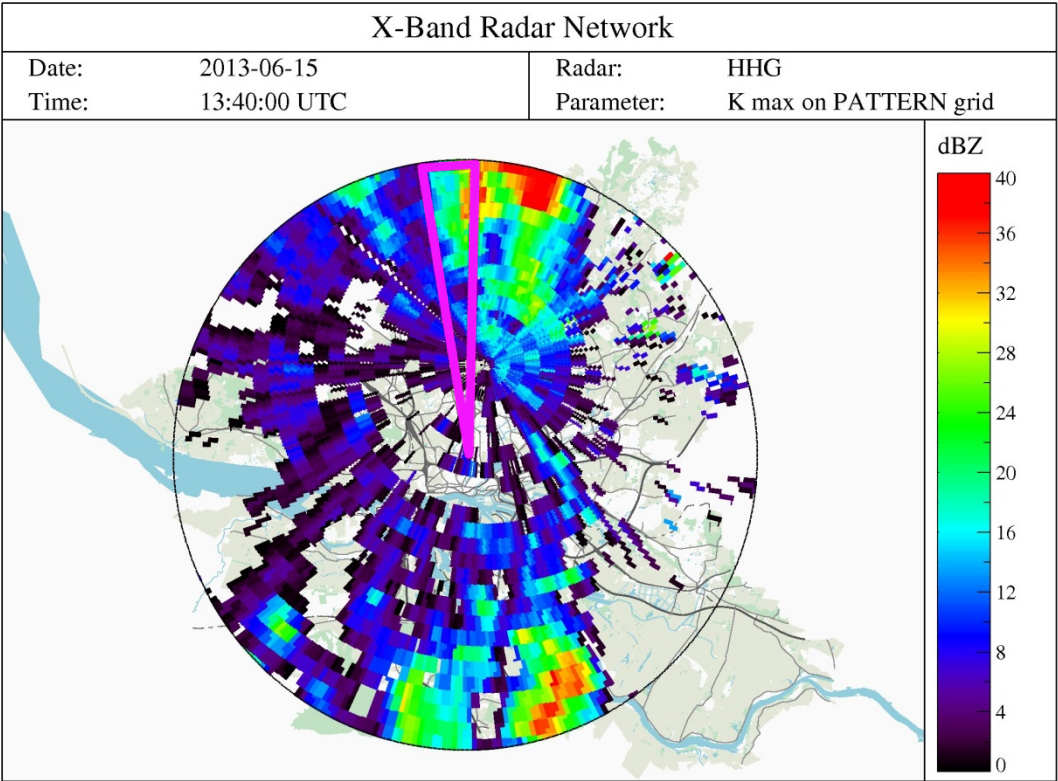 X-Band Radar Network
Date: 2013-06-15 Radar: HHG
Time: 13:40:00 UTC Parameter: K max on PATTERN grid
dBZ
40
36
32
28
24
20
16
12
8
4
0